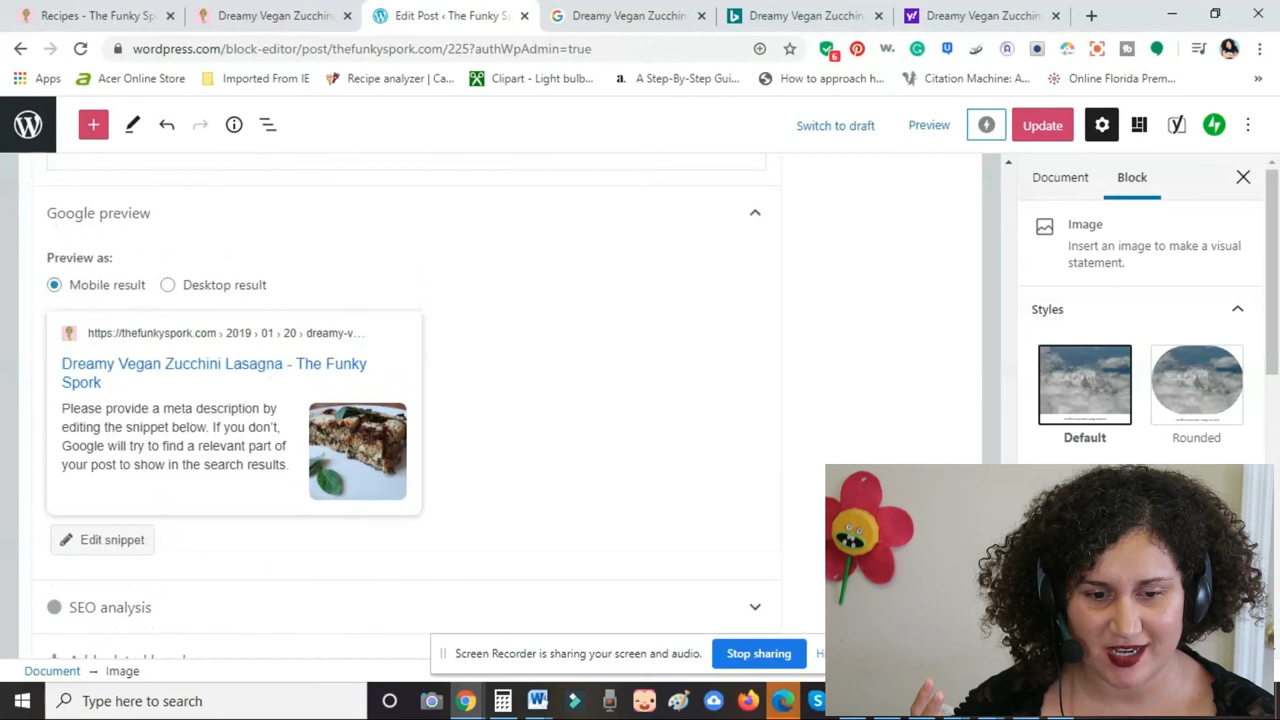 Recipes - The Funky Sp
Dreamy Vegan Zucchin
Edit Post ‹ The Funky S
Dreamy Vegan Zucchin
Dreamy Vegan Zucchin
Dreamy Vegan Zucchin
wordpress.com/block-editor/post/thefunkyspork.com/225?authWpAdmin=true
6
Apps
Acer Online Store
Imported From IE
Recipe analyzer | Ca...
Clipart - Light bulb...
A Step-By-Step Gui...
How to approach h...
Citation Machine: A...
Online Florida Prem...
Switch to draft
Preview
Update
Google preview
Preview as:
Mobile result
Desktop result
https://thefunkyspork.com › 2019 › 01 › 20 › dreamy-v...
Dreamy Vegan Zucchini Lasagna - The Funky
Spork
Please provide a meta description by
editing the snippet below. If you don't,
Google will try to find a relevant part of
your post to show in the search results.
Edit snippet
SEO analysis
Document
Block
Image
Insert an image to make a visual
statement.
Styles
Default
Rounded
Screen Recorder is sharing your screen and audio.
Stop sharing
Document → Image
Type here to search